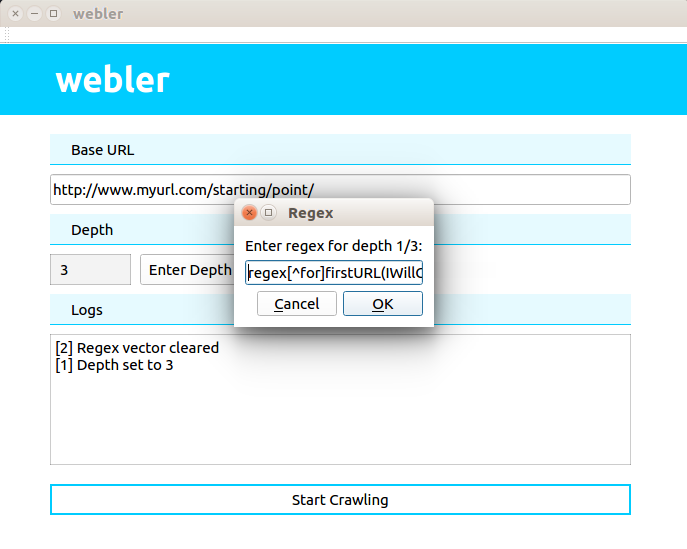 webler
webler
Base URL
http://www.myurl.com/starting/point/
Regex
Depth
Enter regex for depth 1/3:
3
Enter Depth
regex[^for]firstURL(IWill
Cancel
OK
Logs
[2] Regex vector cleared
[1] Depth set to 3
Start Crawling